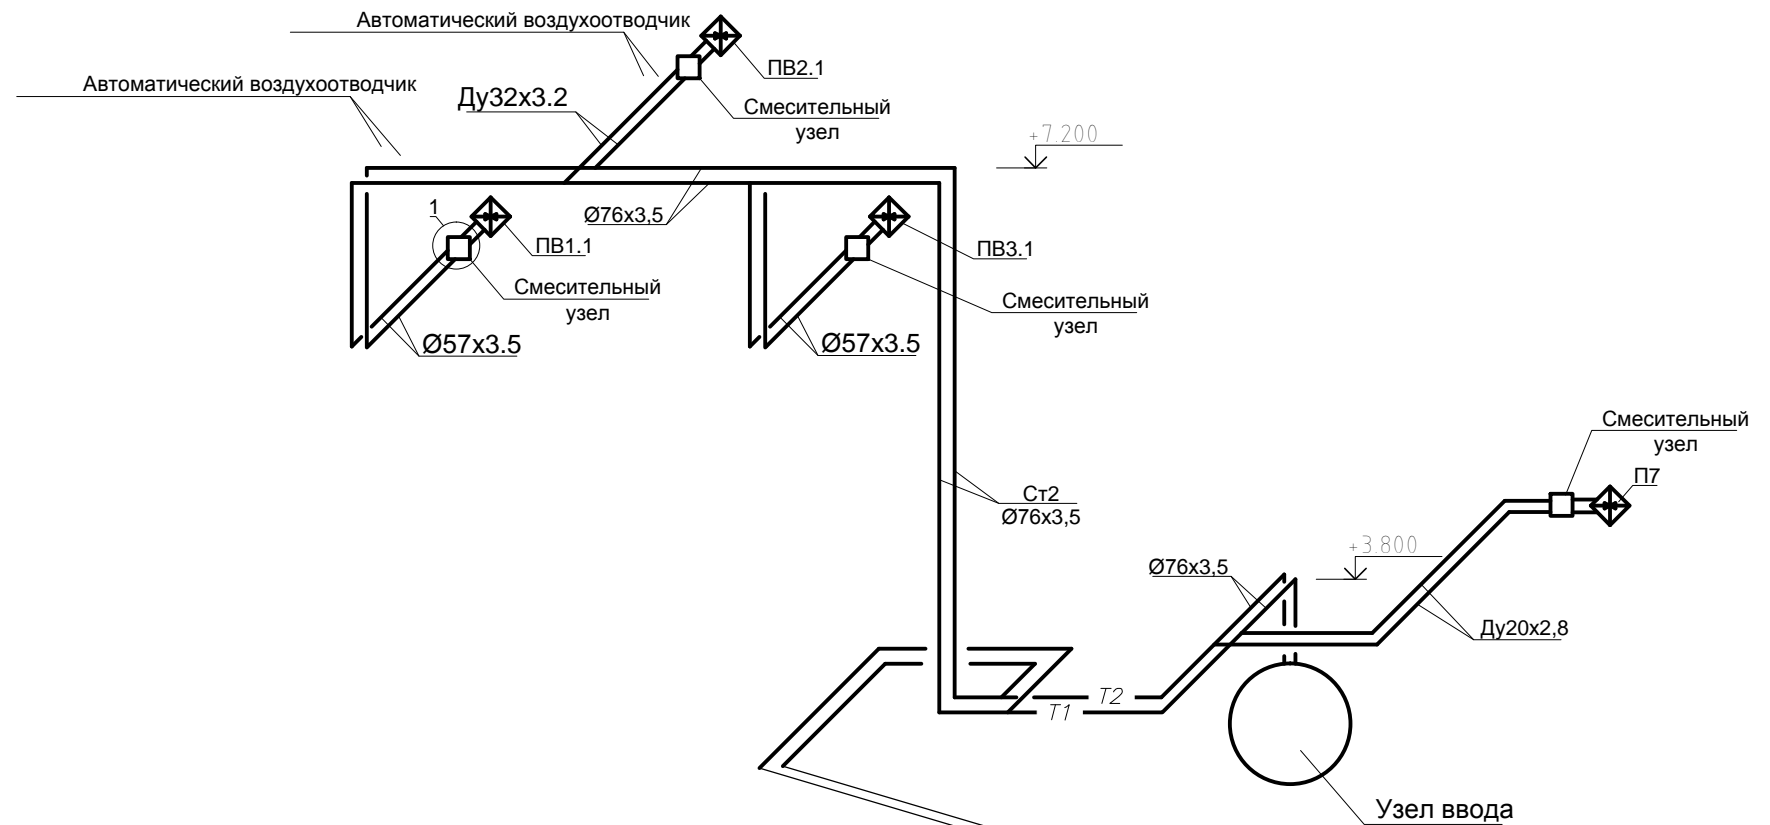 Автоматический воздухоотводчик
ПВ2.1
Автоматический воздухоотводчик
Ду32х3.2
Смесительный
узел
+7.200
1
Ø76х3,5
ПВ1.1
ПВ3.1
Смесительный
узел
Смесительный
узел
Ø57х3.5
Ø57х3.5
Смесительный
узел
П7
Ст2
Ø76х3,5
+3.800
Ø76х3,5
Ду20х2,8
Т2
Т1
Узел ввода